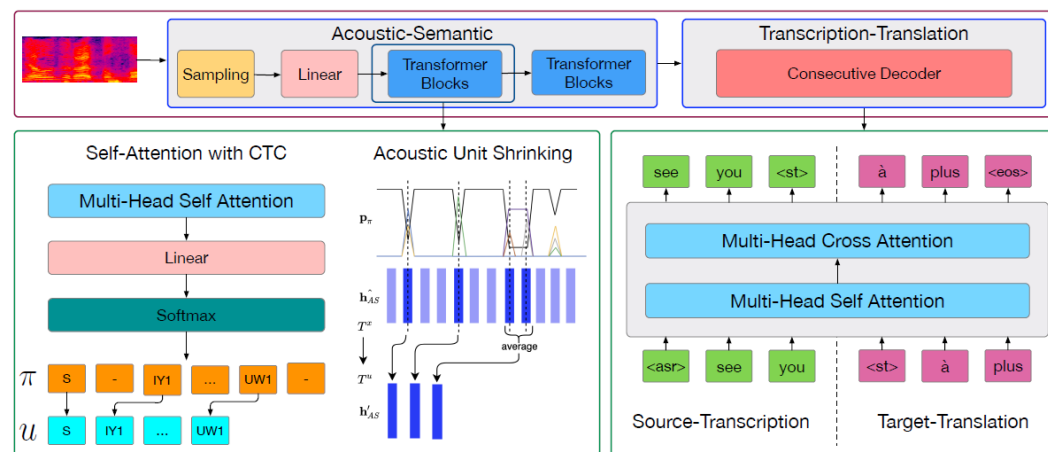 Acoustic-Semantic
Sampling
Linear
Transformer
Blocks
Transformer
Blocks
Transcription-Translation
Consecutive Decoder
Self-Attention with CTC
Multi-Head Self Attention
Linear
Softmax
π S - IY1 ... UW1 -
u S IY1 ... UW1
Acoustic Unit Shrinking
p_π
ĥ_AS
T^x
average
T^u
h'_AS
see you <st> à plus <eos>
Multi-Head Cross Attention
Multi-Head Self Attention
<asr> see you <st> à plus
Source-Transcription
Target-Translation